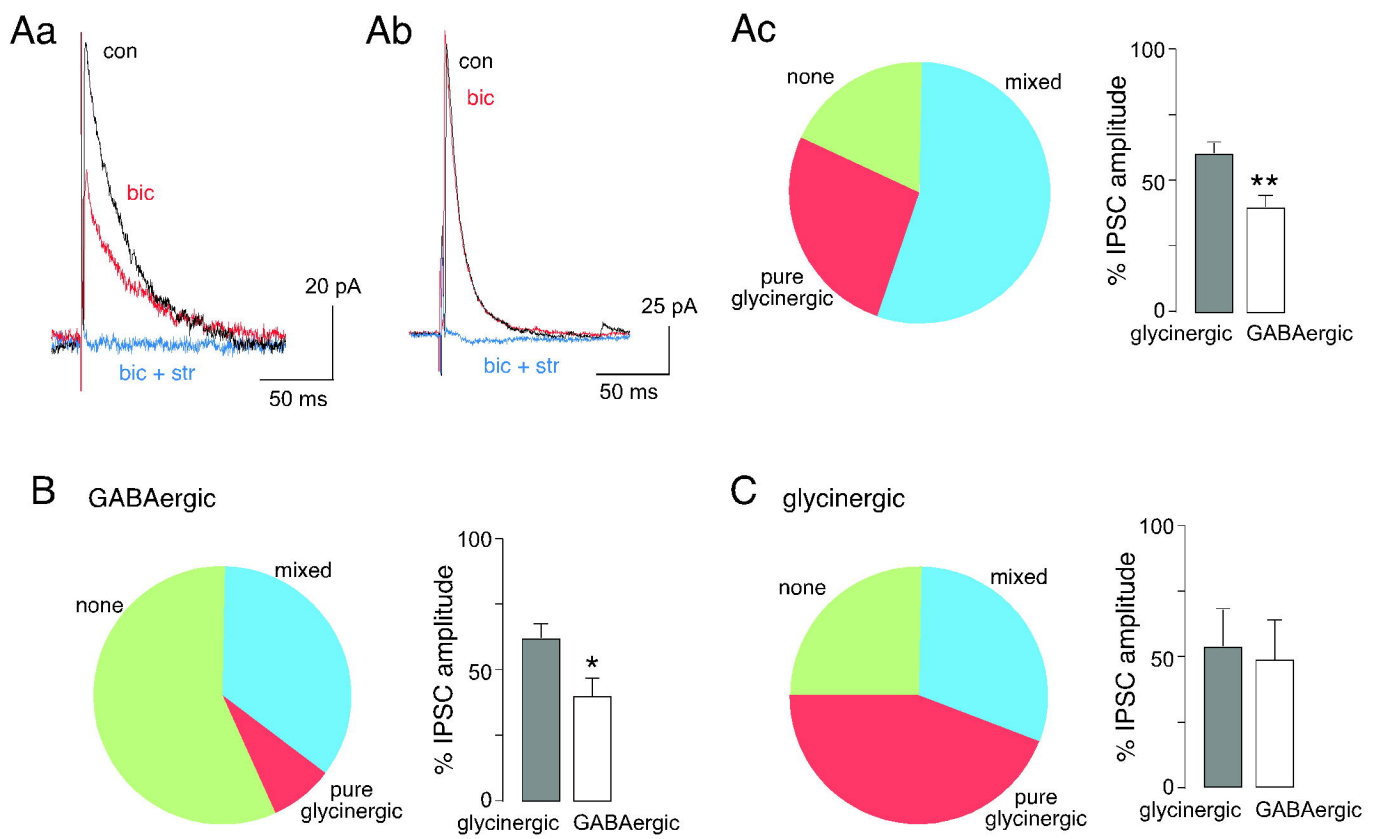 Aa
con
bic
20 pA
bic + str
50 ms
Ab
con
bic
25 pA
bic + str
50 ms
Ac
none
mixed
pure
glycinergic
% IPSC amplitude
100
50
**
0
glycinergic GABAergic
B GABAergic
none
mixed
pure
glycinergic
% IPSC amplitude
100
50
*
0
glycinergic GABAergic
C glycinergic
none
mixed
pure
glycinergic
% IPSC amplitude
100
50
0
glycinergic GABAergic